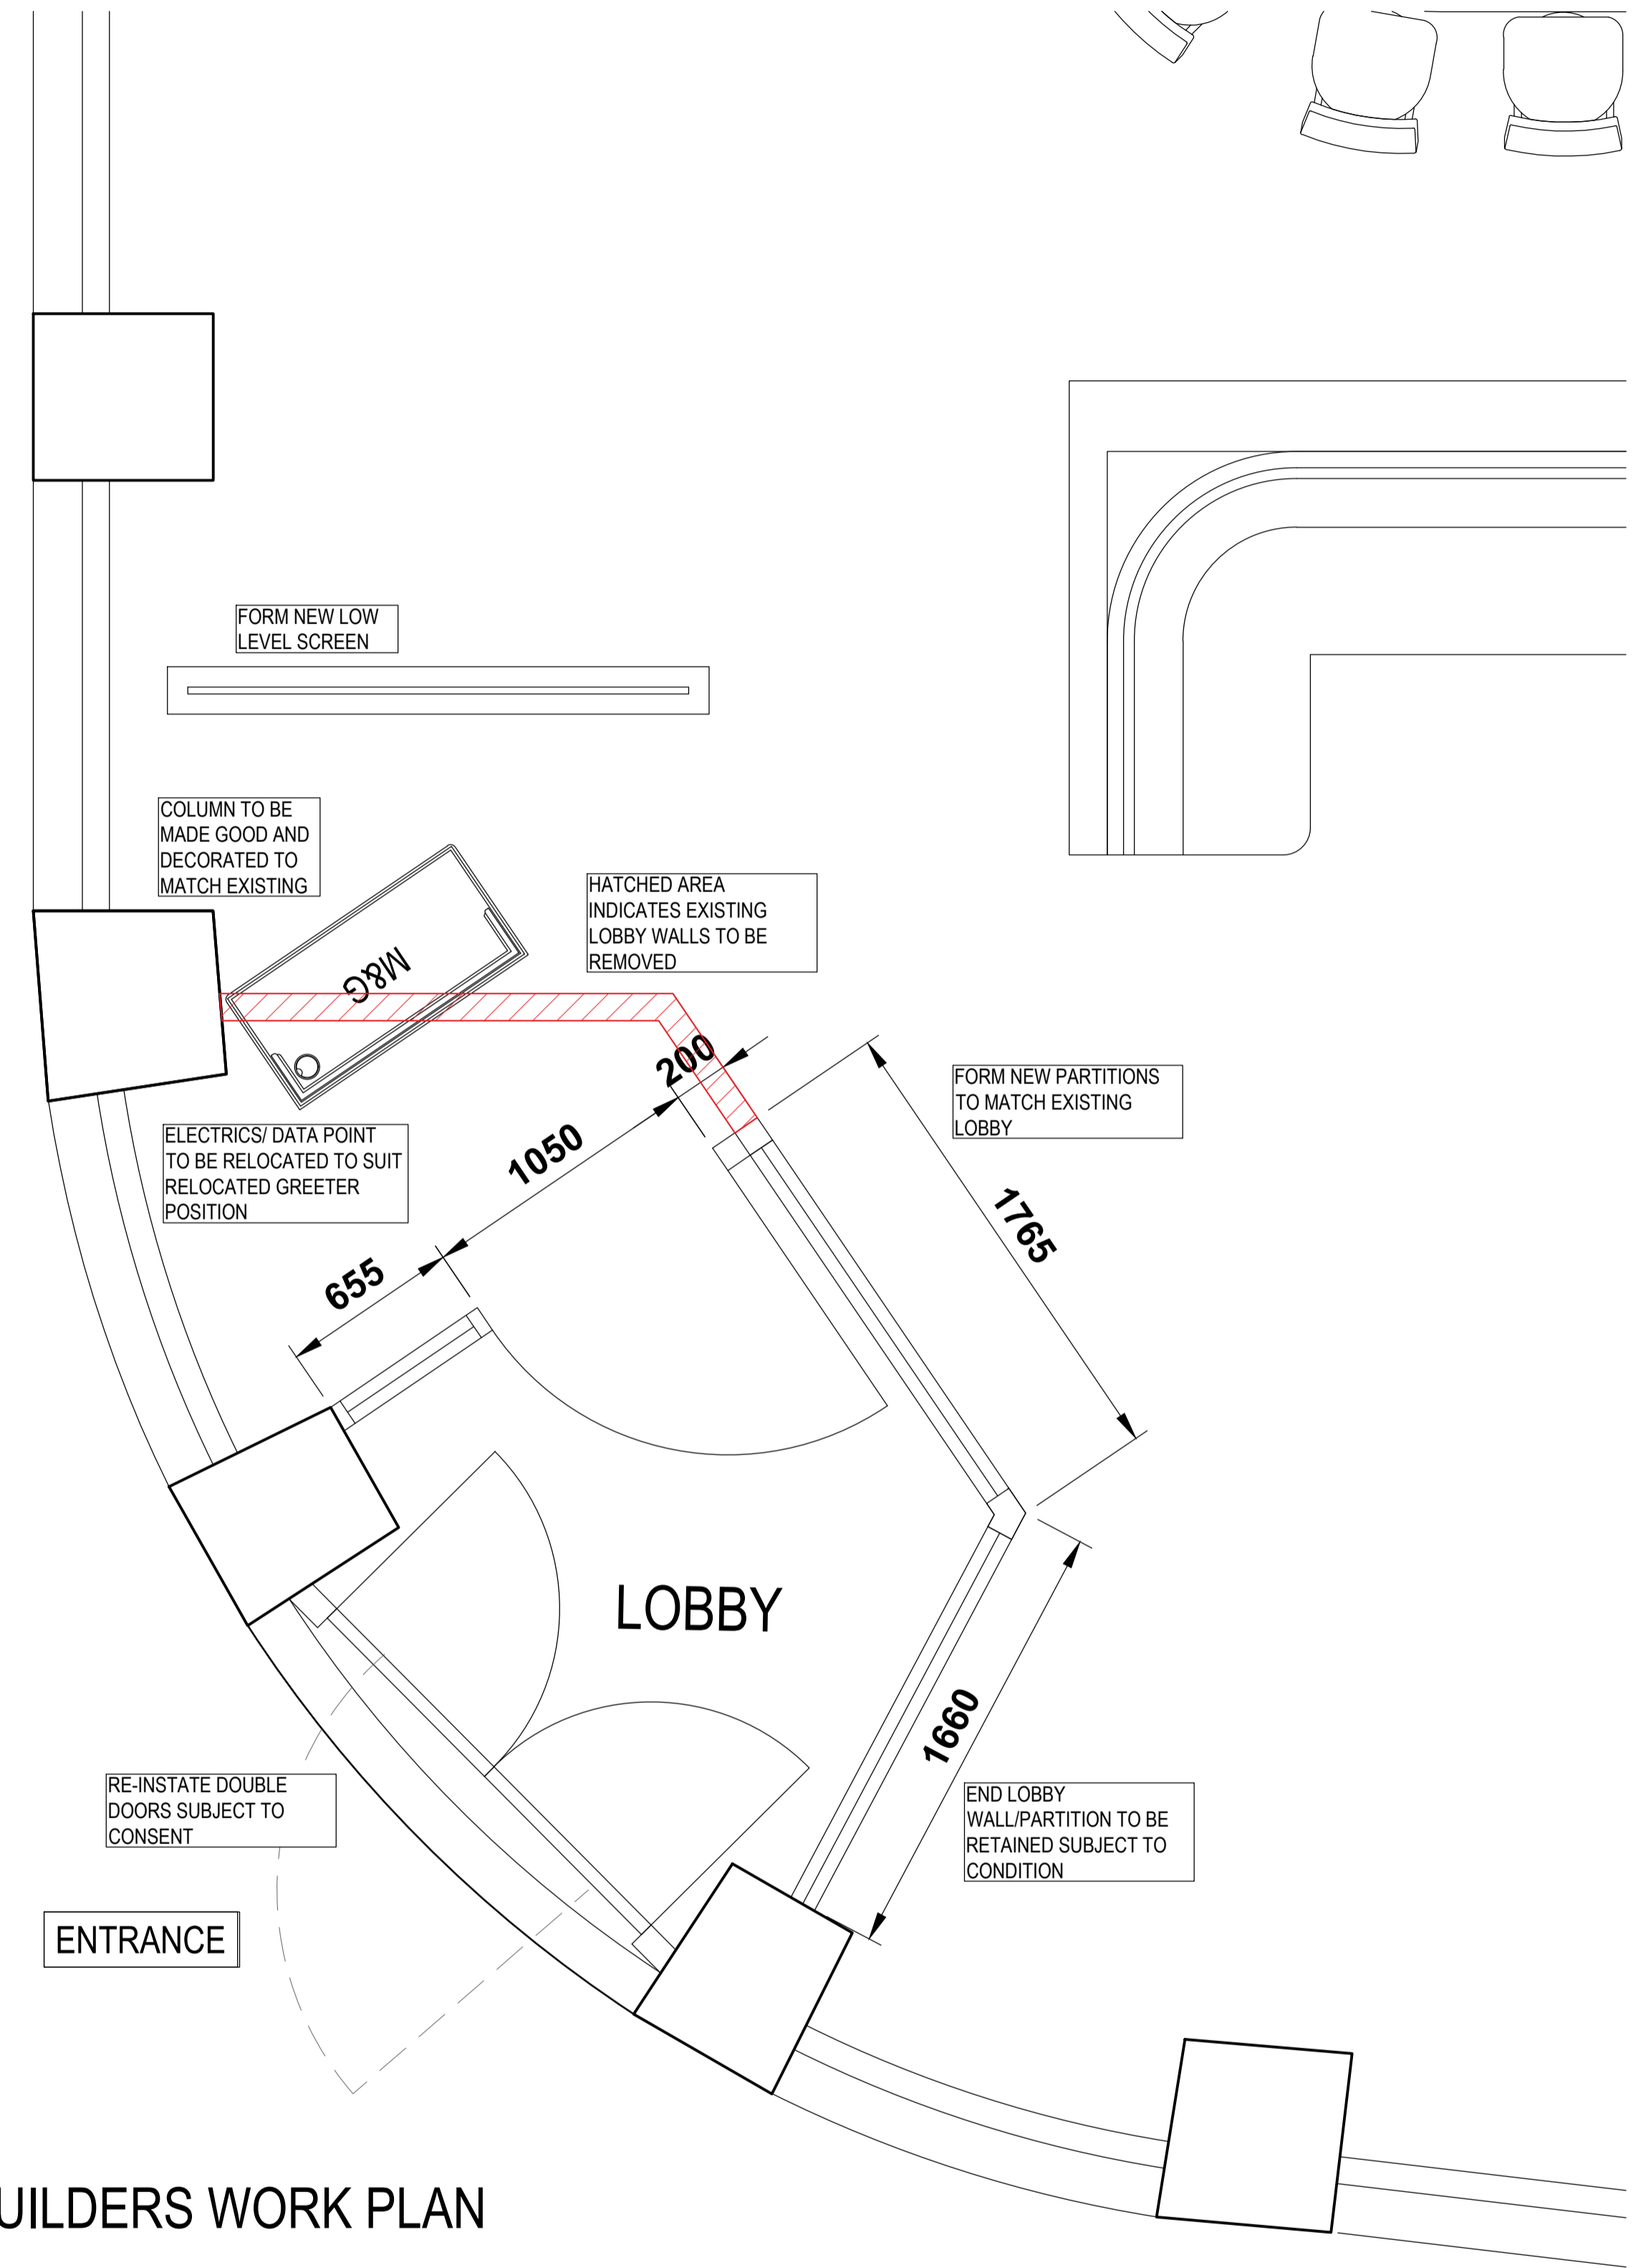 FORM NEW LOW
LEVEL SCREEN
COLUMN TO BE
MADE GOOD AND
DECORATED TO
MATCH EXISTING
HATCHED AREA
INDICATES EXISTING
LOBBY WALLS TO BE
REMOVED
M&G
200
FORM NEW PARTITIONS
TO MATCH EXISTING
LOBBY
ELECTRICS/ DATA POINT
TO BE RELOCATED TO SUIT
RELOCATED GREETER
POSITION
1050
1765
655
LOBBY
1660
RE-INSTATE DOUBLE
DOORS SUBJECT TO
CONSENT
END LOBBY
WALL/PARTITION TO BE
RETAINED SUBJECT TO
CONDITION
ENTRANCE
UILDERS WORK PLAN